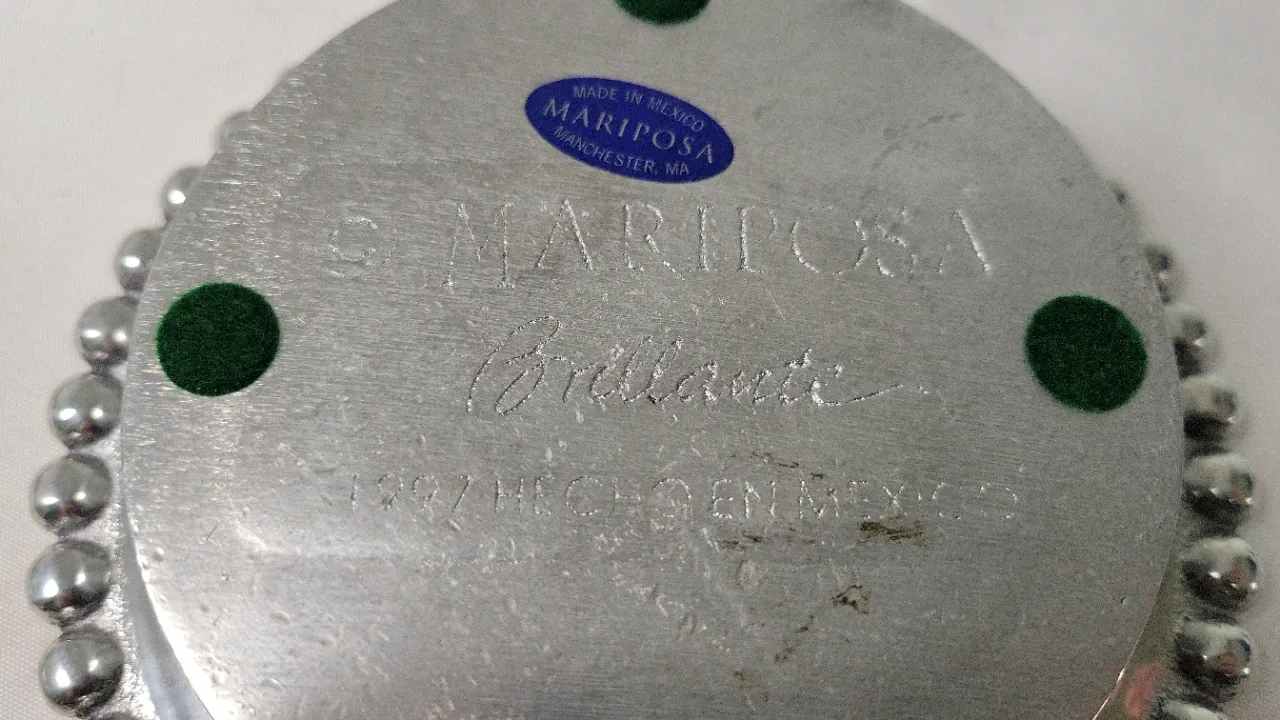 MADE IN MEXICO
MARIPOSA
MANCHESTER, MA
© MARIPOSA
Brillante
1997 HECHO EN MEXICO